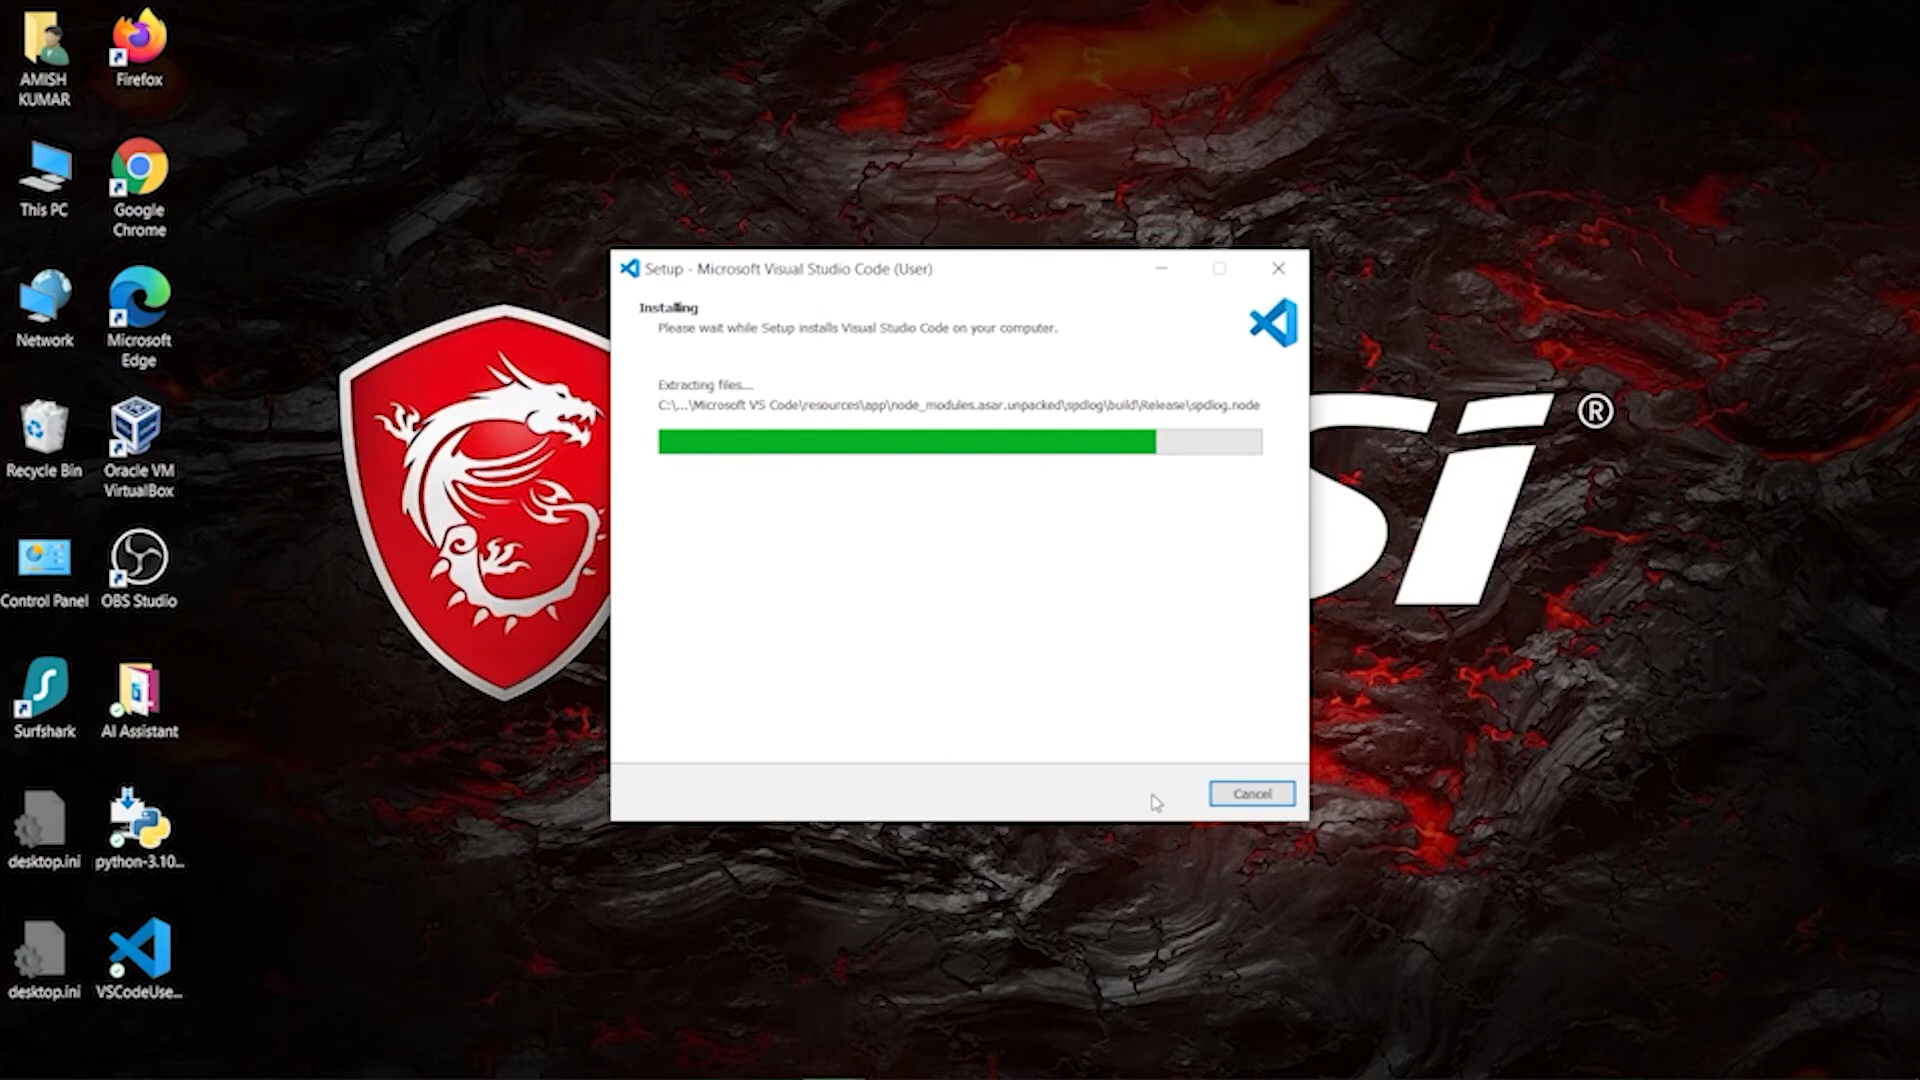 AMISH
KUMAR
Firefox
This PC
Google
Chrome
Network
Microsoft
Edge
Recycle Bin
Oracle VM
VirtualBox
Control Panel
OBS Studio
Surfshark
AI Assistant
desktop.ini
python-3.10...
desktop.ini
VSCodeUse...
Setup - Microsoft Visual Studio Code (User)
Installing
Please wait while Setup installs Visual Studio Code on your computer.
Extracting files...
C:\...\Microsoft VS Code\resources\app\node_modules.asar.unpacked\spdlog\build\Release\spdlog.node
Cancel
si®